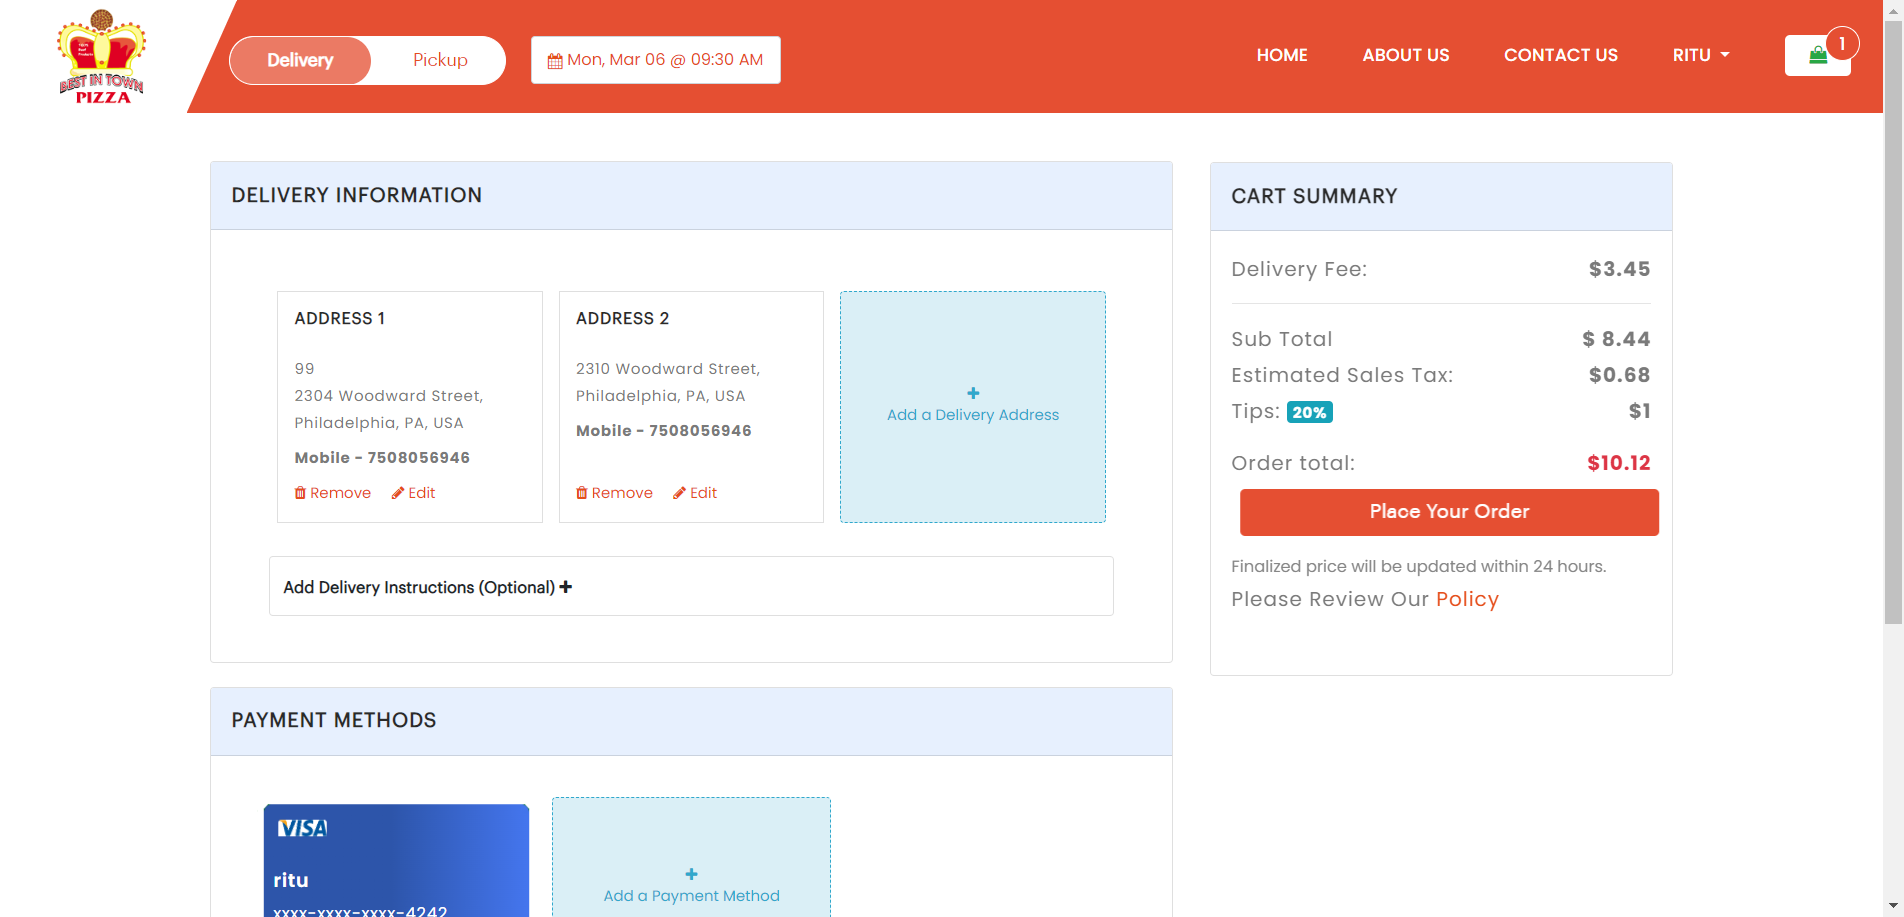 BEST IN TOWN
PIZZA
Delivery
Pickup
Mon, Mar 06 @ 09:30 AM
HOME
ABOUT US
CONTACT US
RITU
1
DELIVERY INFORMATION
ADDRESS 1
99
2304 Woodward Street,
Philadelphia, PA, USA
Mobile - 7508056946
Remove
Edit
ADDRESS 2
2310 Woodward Street,
Philadelphia, PA, USA
Mobile - 7508056946
Remove
Edit
Add a Delivery Address
Add Delivery Instructions (Optional)
PAYMENT METHODS
VISA
ritu
xxxx-xxxx-xxxx-4242
Add a Payment Method
CART SUMMARY
Delivery Fee: $3.45
Sub Total $ 8.44
Estimated Sales Tax: $0.68
Tips: 20% $1
Order total: $10.12
Place Your Order
Finalized price will be updated within 24 hours.
Please Review Our Policy